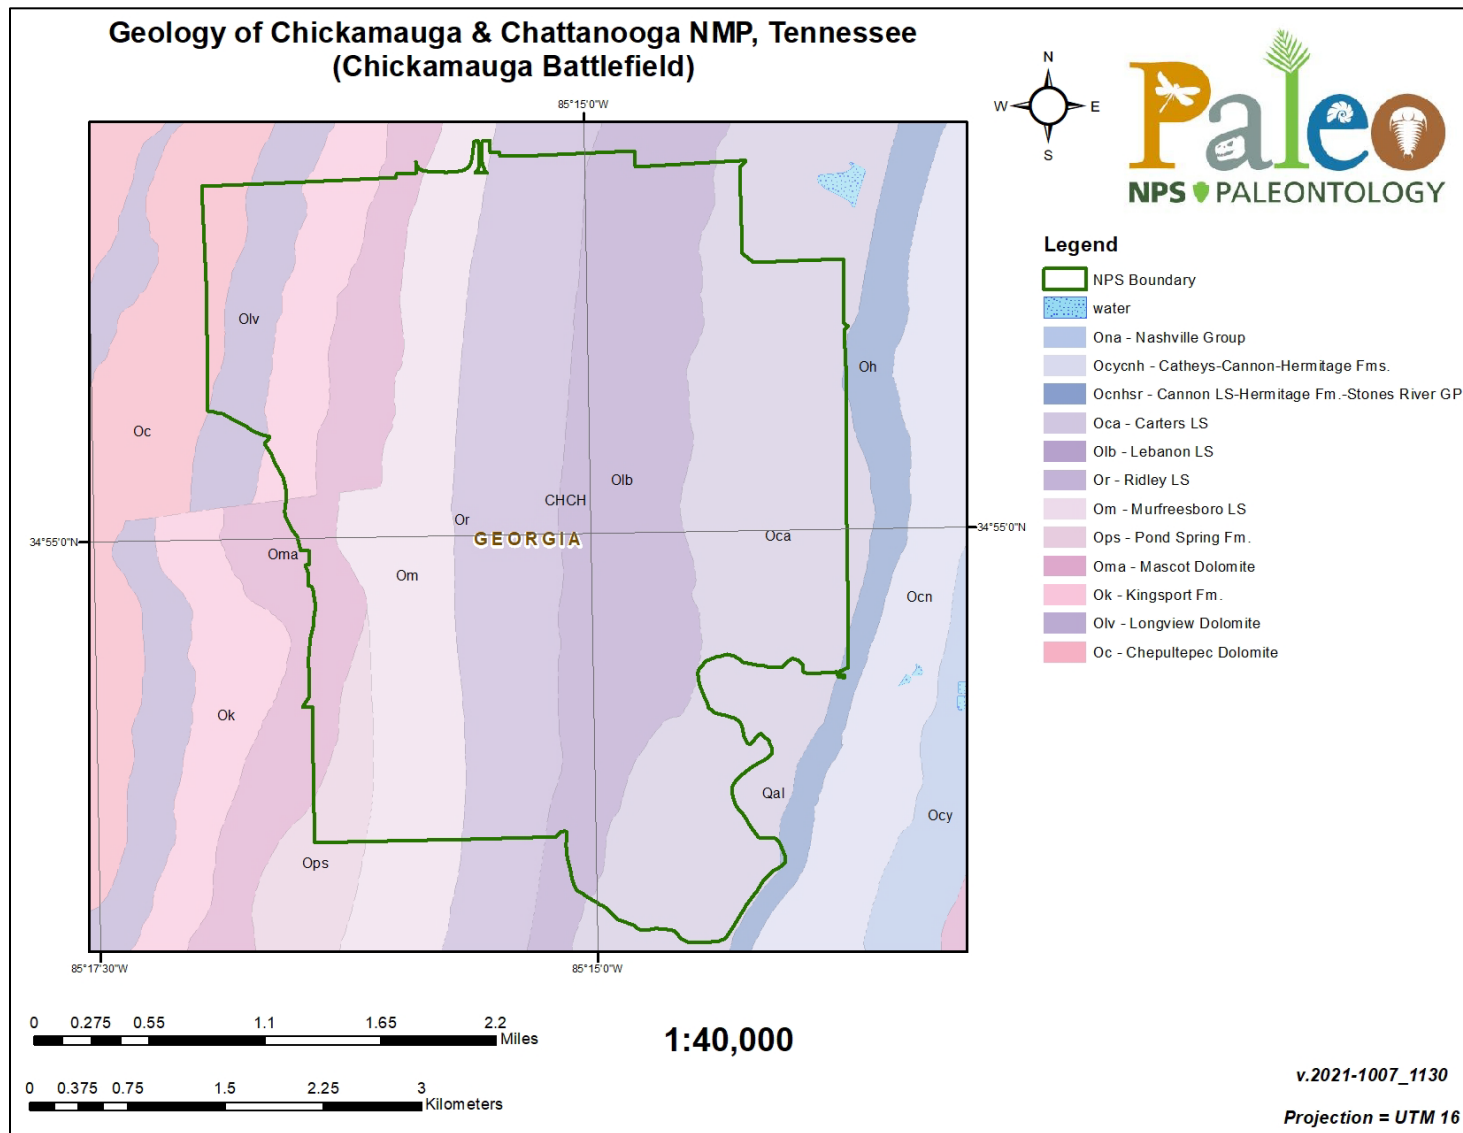 Geology of Chickamauga & Chattanooga NMP, Tennessee
(Chickamauga Battlefield)
N
W E
S
Paleo
NPS PALEONTOLOGY
85°15'0"W
Legend
NPS Boundary
water
Ona - Nashville Group
Ocycnh - Catheys-Cannon-Hermitage Fms.
Ocnhsr - Cannon LS-Hermitage Fm.-Stones River GP
Oca - Carters LS
Olb - Lebanon LS
Or - Ridley LS
Om - Murfreesboro LS
Ops - Pond Spring Fm.
Oma - Mascot Dolomite
Ok - Kingsport Fm.
Olv - Longview Dolomite
Oc - Chepultepec Dolomite
Olv
Oh
Oc
Olb
CHCH
Or
34°55'0"N
GEORGIA
Oca
34°55'0"N
Oma
Om
Ocn
Ok
Qal
Ocy
Ops
85°17'30"W
85°15'0"W
0 0.275 0.55 1.1 1.65 2.2
Miles
1:40,000
0 0.375 0.75 1.5 2.25 3
Kilometers
v.2021-1007_1130
Projection = UTM 16